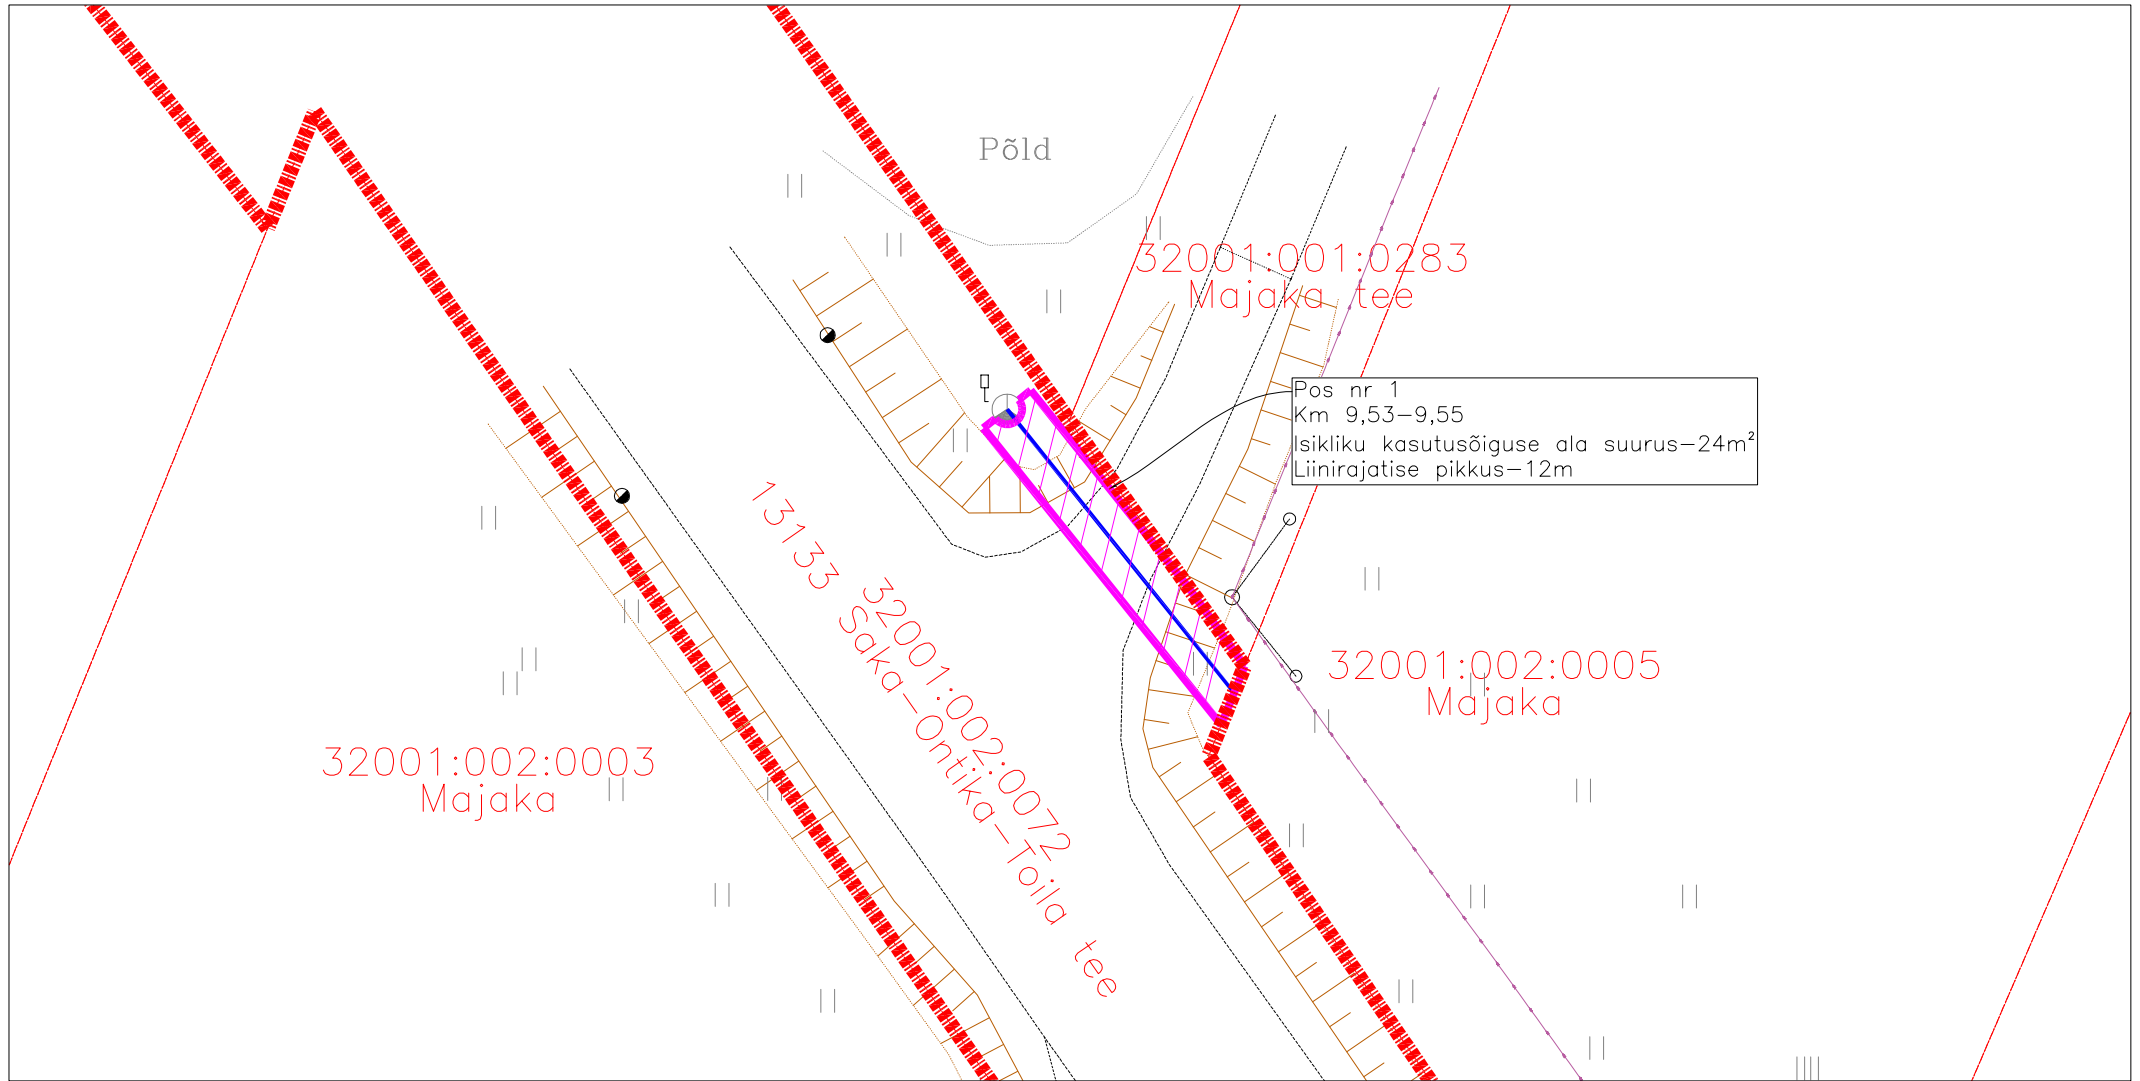 Põld
32001:001:0283
Majaka tee
Pos nr 1
Km 9,53-9,55
Isikliku kasutusõiguse ala suurus-24m²
Liinirajatise pikkus-12m
32001:002:0072
13133 Saka-Ontika-Toila tee
32001:002:0005
Majaka
32001:002:0003
Majaka